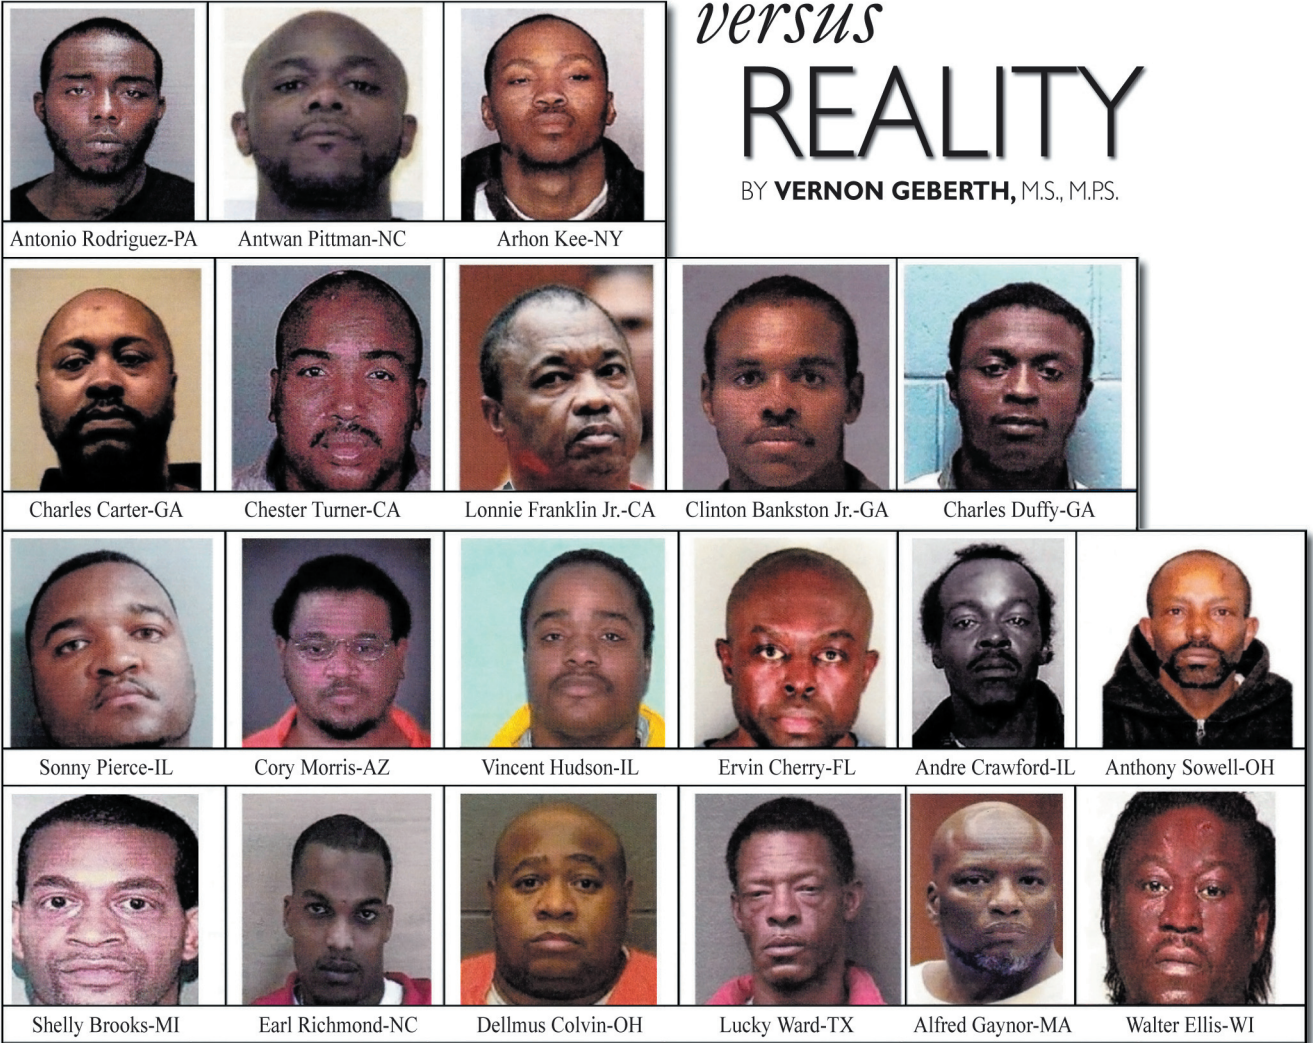 versus
REALITY
BY VERNON GEBERTH, M.S., M.P.S.
Antonio Rodriguez-PA
Antwan Pittman-NC
Arhon Kee-NY
Charles Carter-GA
Chester Turner-CA
Lonnie Franklin Jr.-CA
Clinton Bankston Jr.-GA
Charles Duffy-GA
Sonny Pierce-IL
Cory Morris-AZ
Vincent Hudson-IL
Ervin Cherry-FL
Andre Crawford-IL
Anthony Sowell-OH
Shelly Brooks-MI
Earl Richmond-NC
Dellmus Colvin-OH
Lucky Ward-TX
Alfred Gaynor-MA
Walter Ellis-WI